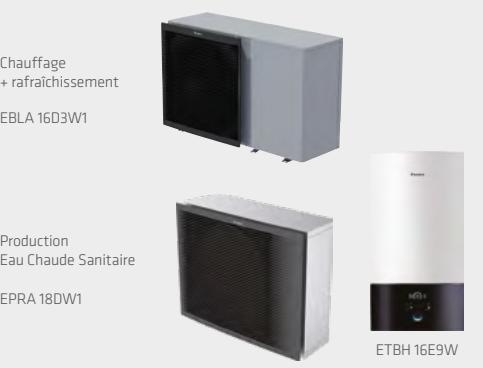 Chauffage
+ rafraîchissement
EBLA 16D3W1
Production
Eau Chaude Sanitaire
EPRA 18DW1
ETBH 16E9W